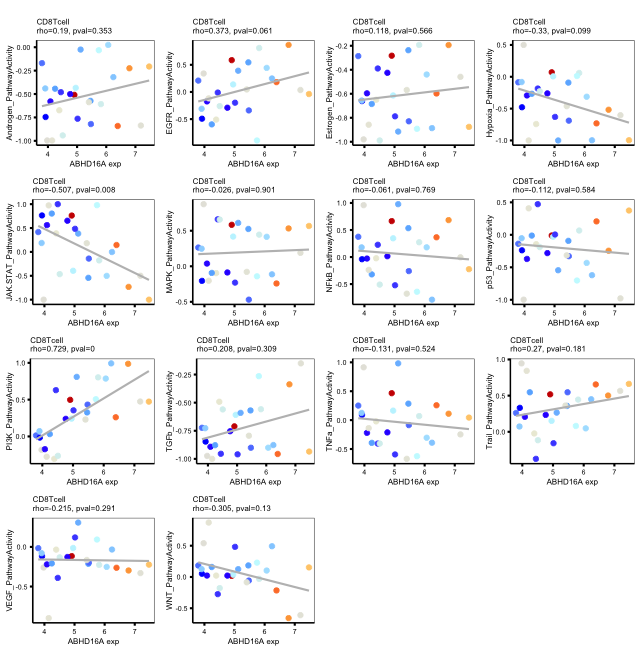 CD8Tcell
rho=0.19, pval=0.353
Androgen_PathwayActivity
0.00
-0.25
-0.50
-0.75
-1.00
4 5 6 7
ABHD16A exp
CD8Tcell
rho=0.373, pval=0.061
EGFR_PathwayActivity
0.5
0.0
-0.5
-1.0
4 5 6 7
ABHD16A exp
CD8Tcell
rho=0.118, pval=0.566
Estrogen_PathwayActivity
-0.2
-0.4
-0.6
-0.8
-1.0
4 5 6 7
ABHD16A exp
CD8Tcell
rho=-0.33, pval=0.099
Hypoxia_PathwayActivity
0.5
0.0
-0.5
-1.0
4 5 6 7
ABHD16A exp
CD8Tcell
rho=-0.507, pval=0.008
JAK.STAT_PathwayActivity
1.0
0.5
0.0
-0.5
-1.0
4 5 6 7
ABHD16A exp
CD8Tcell
rho=-0.026, pval=0.901
MAPK_PathwayActivity
0.5
0.0
-0.5
4 5 6 7
ABHD16A exp
CD8Tcell
rho=-0.061, pval=0.769
NFkB_PathwayActivity
1.0
0.5
0.0
-0.5
4 5 6 7
ABHD16A exp
CD8Tcell
rho=-0.112, pval=0.584
p53_PathwayActivity
0.5
0.0
-0.5
-1.0
4 5 6 7
ABHD16A exp
CD8Tcell
rho=0.729, pval=0
PI3K_PathwayActivity
1.0
0.5
0.0
4 5 6 7
ABHD16A exp
CD8Tcell
rho=0.208, pval=0.309
TGFb_PathwayActivity
-0.25
-0.50
-0.75
-1.00
4 5 6 7
ABHD16A exp
CD8Tcell
rho=-0.131, pval=0.524
TNFa_PathwayActivity
1.0
0.5
0.0
-0.5
4 5 6 7
ABHD16A exp
CD8Tcell
rho=0.27, pval=0.181
Trail_PathwayActivity
1.0
0.5
0.0
4 5 6 7
ABHD16A exp
CD8Tcell
rho=-0.215, pval=0.291
VEGF_PathwayActivity
0.0
-0.5
4 5 6 7
ABHD16A exp
CD8Tcell
rho=-0.305, pval=0.13
WNT_PathwayActivity
0.5
0.0
-0.5
4 5 6 7
ABHD16A exp